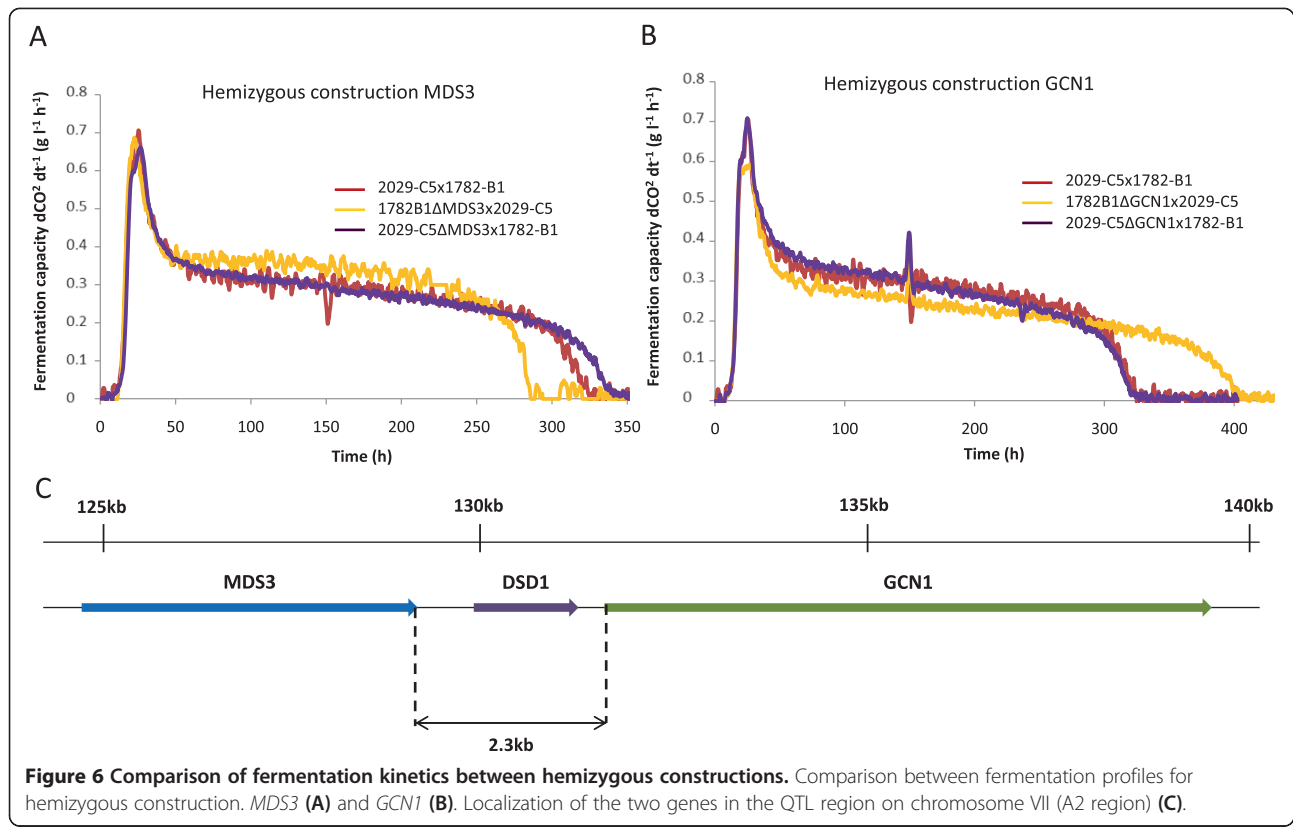 A
Hemizygous construction MDS3
Fermentation capacity dCO² dt⁻¹ (g l⁻¹ h⁻¹)
0.8
0.7
0.6
0.5
0.4
0.3
0.2
0.1
0
2029-C5x1782-B1
1782B1ΔMDS3x2029-C5
2029-C5ΔMDS3x1782-B1
0 50 100 150 200 250 300 350
Time (h)
B
Hemizygous construction GCN1
Fermentation capacity dCO² dt⁻¹ (g l⁻¹ h⁻¹)
0.8
0.7
0.6
0.5
0.4
0.3
0.2
0.1
0
2029-C5x1782-B1
1782B1ΔGCN1x2029-C5
2029-C5ΔGCN1x1782-B1
0 100 200 300 400
Time (h)
C
125kb 130kb 135kb 140kb
MDS3 DSD1 GCN1
2.3kb
Figure 6 Comparison of fermentation kinetics between hemizygous constructions. Comparison between fermentation profiles for
hemizygous construction. MDS3 (A) and GCN1 (B). Localization of the two genes in the QTL region on chromosome VII (A2 region) (C).